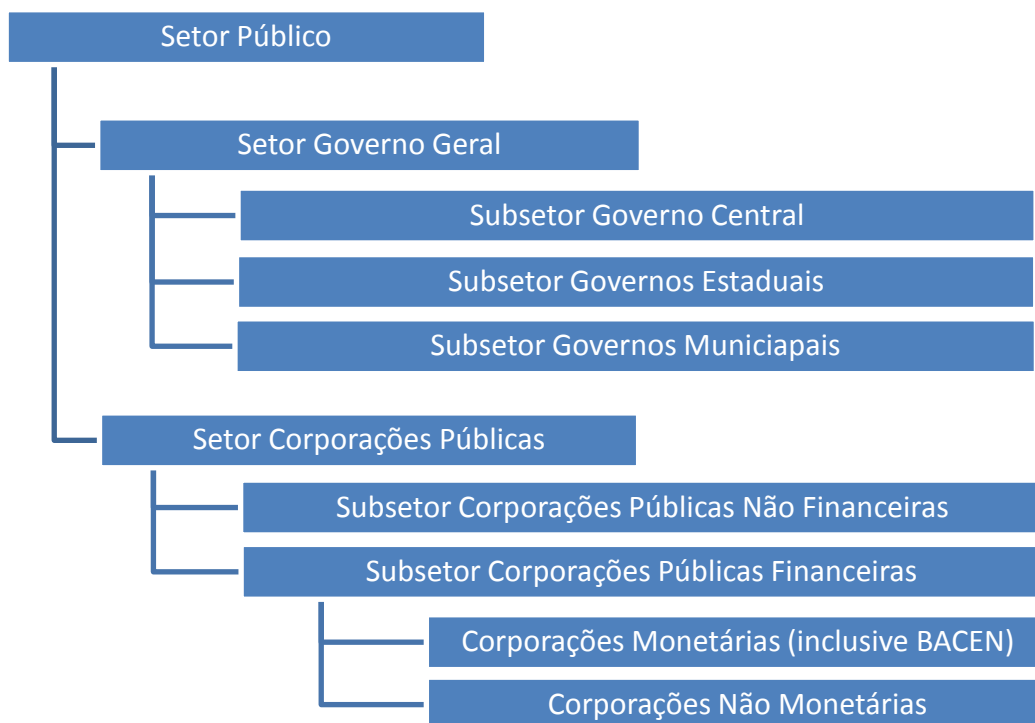 Setor Público
Setor Governo Geral
Subsetor Governo Central
Subsetor Governos Estaduais
Subsetor Governos Municiapais
Setor Corporações Públicas
Subsetor Corporações Públicas Não Financeiras
Subsetor Corporações Públicas Financeiras
Corporações Monetárias (inclusive BACEN)
Corporações Não Monetárias